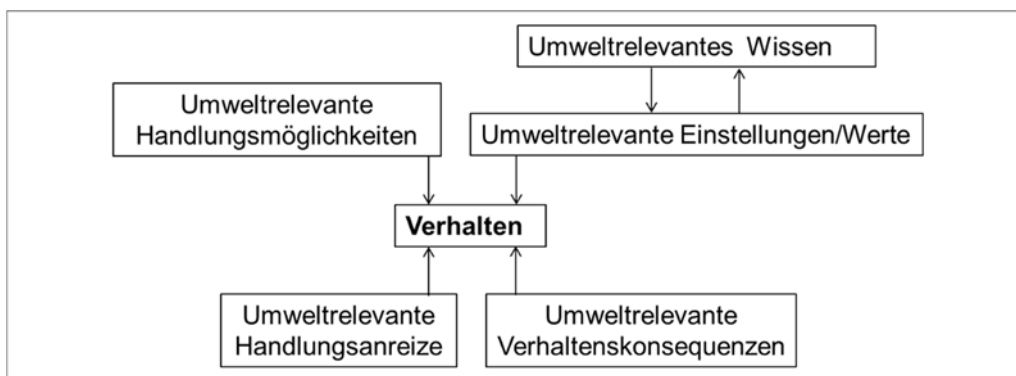 Umweltrelevantes Wissen
Umweltrelevante
Handlungsmöglichkeiten
Umweltrelevante Einstellungen/Werte
Verhalten
Umweltrelevante
Handlungsanreize
Umweltrelevante
Verhaltenskonsequenzen